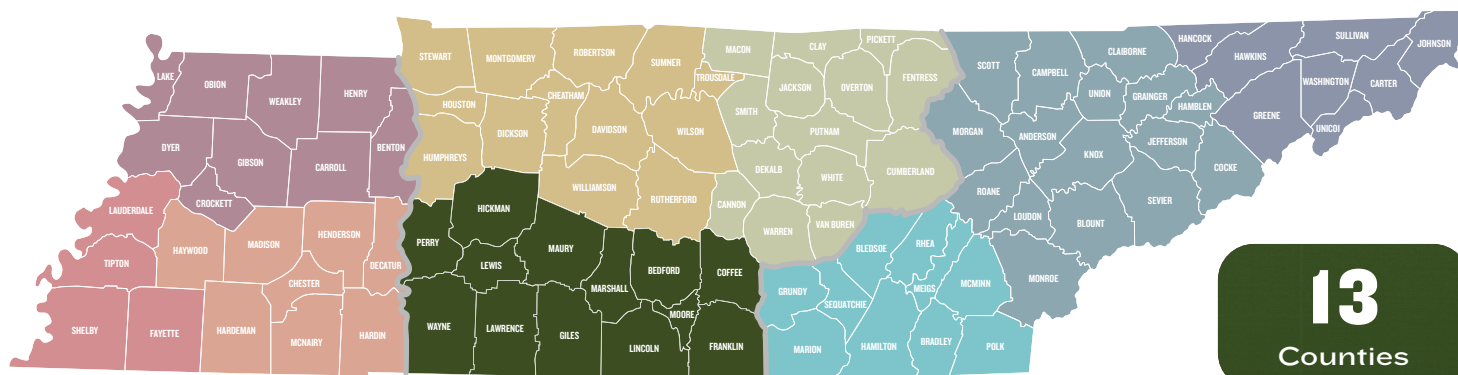 LAKE
OBION
WEAKLEY
HENRY
DYER
GIBSON
CARROLL
BENTON
CROCKETT
LAUDERDALE
TIPTON
HAYWOOD
MADISON
HENDERSON
DECATUR
CHESTER
SHELBY
FAYETTE
HARDEMAN
MCNAIRY
HARDIN
STEWART
MONTGOMERY
ROBERTSON
SUMNER
TROUSDALE
HOUSTON
CHEATHAM
DICKSON
DAVIDSON
WILSON
HUMPHREYS
WILLIAMSON
RUTHERFORD
MACON
CLAY
PICKETT
JACKSON
OVERTON
FENTRESS
SMITH
PUTNAM
DEKALB
WHITE
CUMBERLAND
CANNON
WARREN
VAN BUREN
PERRY
HICKMAN
LEWIS
MAURY
MARSHALL
BEDFORD
COFFEE
MOORE
WAYNE
LAWRENCE
GILES
LINCOLN
FRANKLIN
BLEDSOE
RHEA
GRUNDY
SEQUATCHIE
MEIGS
MCMINN
MARION
HAMILTON
BRADLEY
POLK
SCOTT
CAMPBELL
CLAIBORNE
UNION
GRAINGER
HAMBLEN
MORGAN
ANDERSON
KNOX
JEFFERSON
COCKE
ROANE
LOUDON
BLOUNT
SEVIER
MONROE
HANCOCK
HAWKINS
SULLIVAN
JOHNSON
WASHINGTON
CARTER
GREENE
UNICOI
13
Counties